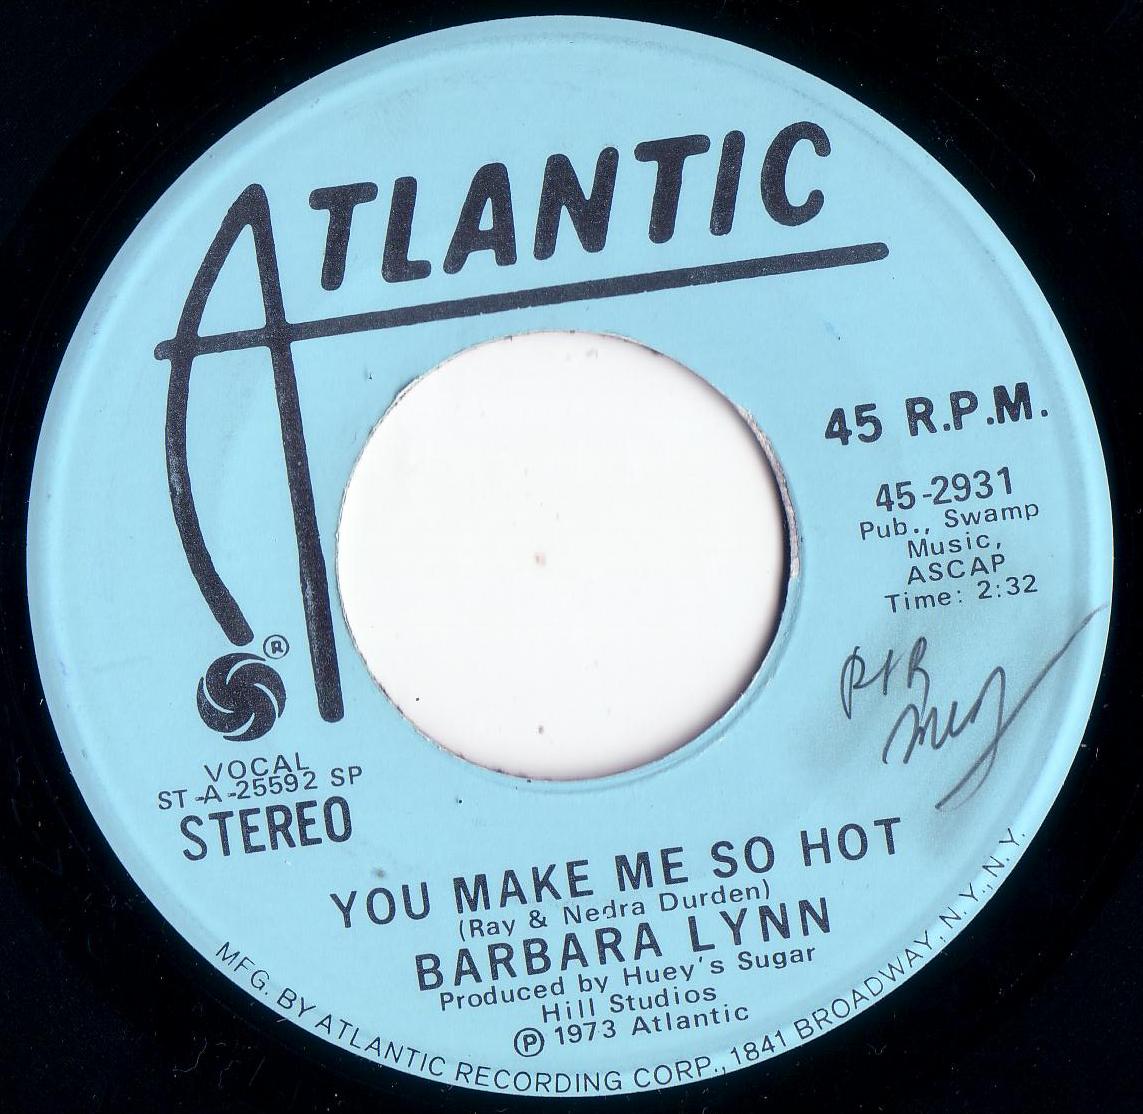 ATLANTIC
45 R.P.M.
45-2931
Pub., Swamp
Music,
ASCAP
Time: 2:32
®
VOCAL
ST-A-25592 SP
STEREO
YOU MAKE ME SO HOT
(Ray & Nedra Durden)
BARBARA LYNN
Produced by Huey's Sugar
Hill Studios
℗ 1973 Atlantic
MFG. BY ATLANTIC RECORDING CORP., 1841 BROADWAY, N.Y., N.Y.